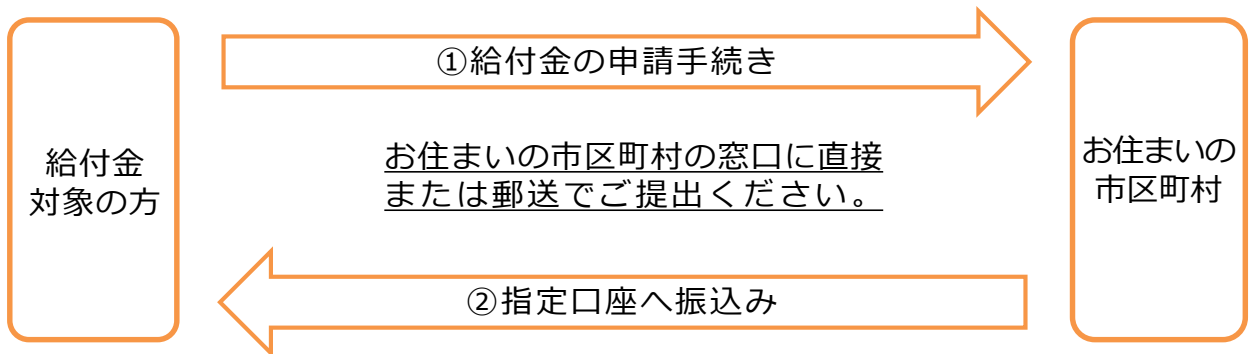 ①給付金の申請手続き
給付金
対象の方
お住まいの市区町村の窓口に直接
または郵送でご提出ください。
お住まいの
市区町村
②指定口座へ振込み